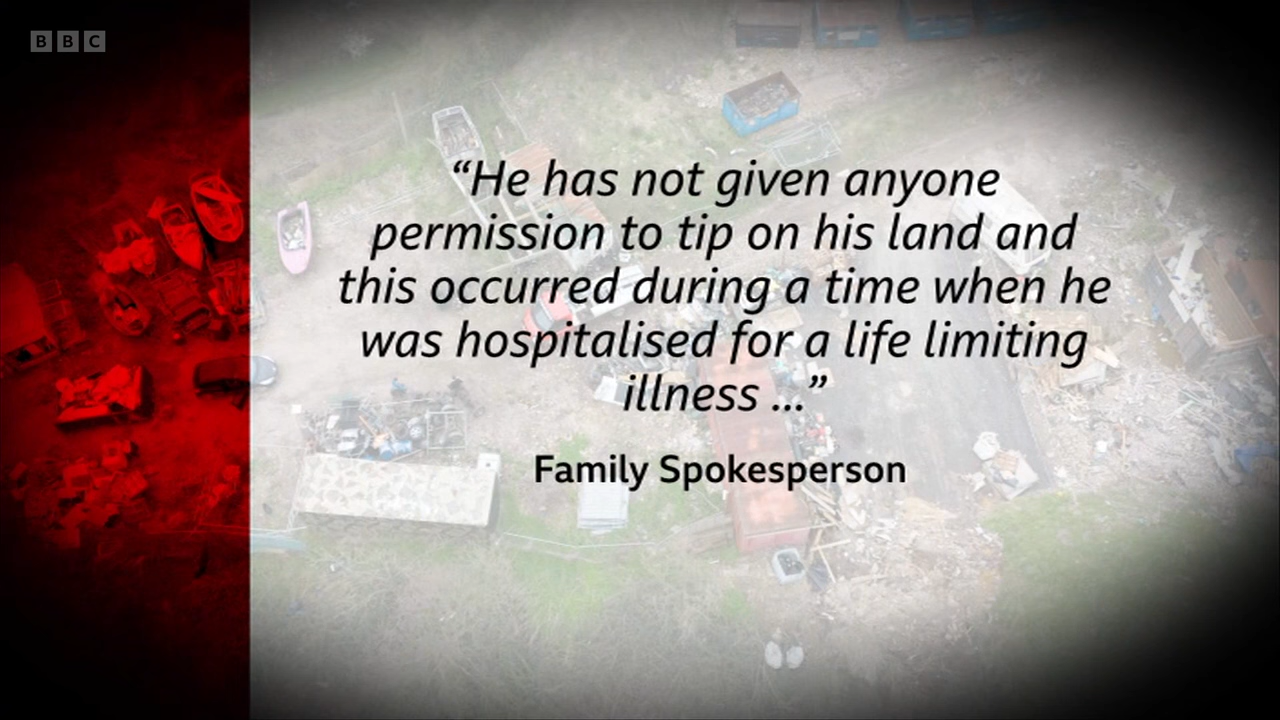 BBC
“He has not given anyone
permission to tip on his land and
this occurred during a time when he
was hospitalised for a life limiting
illness ...”
Family Spokesperson